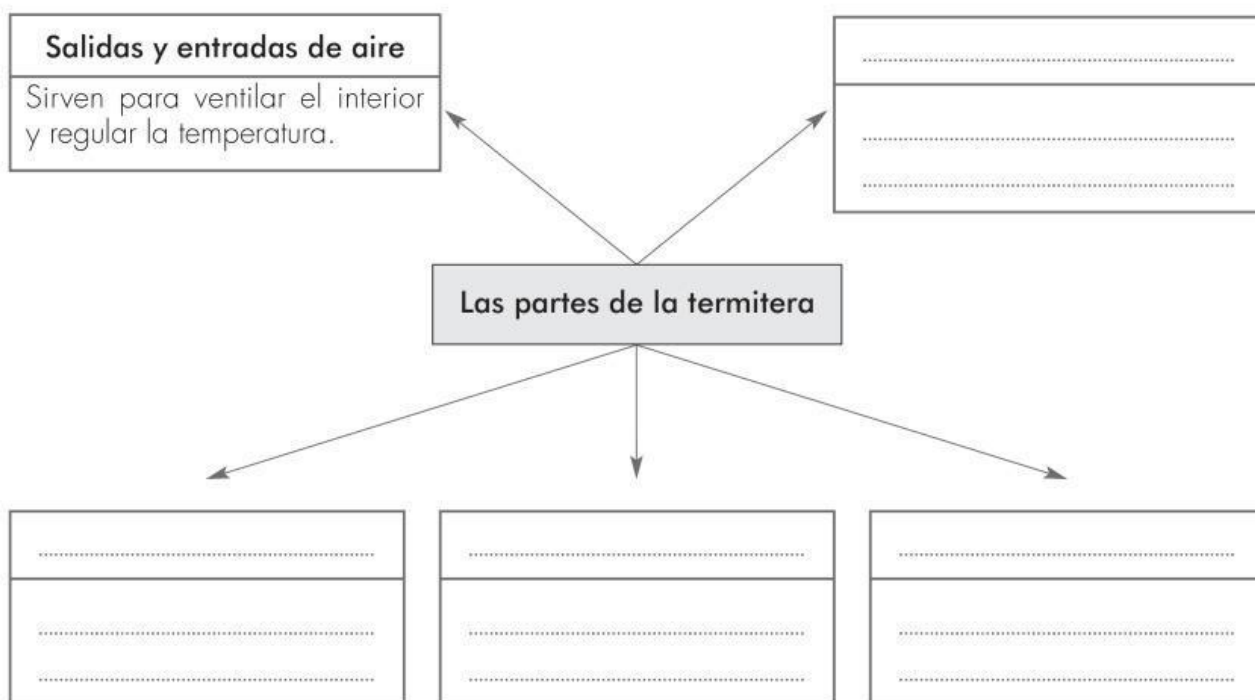 Salidas y entradas de aire
Sirven para ventilar el interior
y regular la temperatura.
Las partes de la termitera